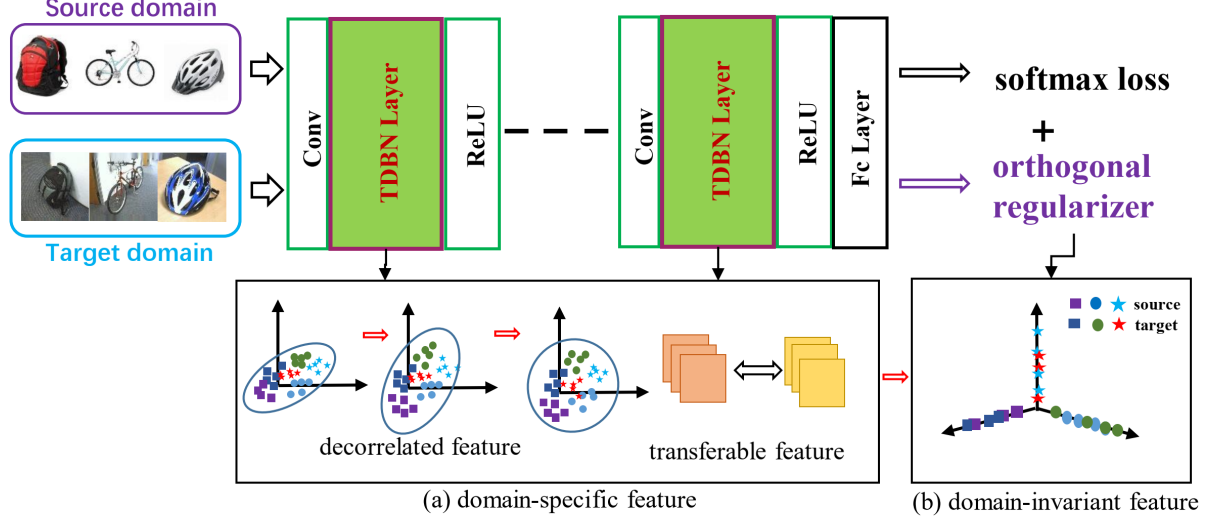 Source domain
Target domain
Conv
TDBN Layer
ReLU
Conv
TDBN Layer
ReLU
Fc Layer
softmax loss
+
orthogonal
regularizer
decorrelated feature
transferable feature
source
target
(a) domain-specific feature
(b) domain-invariant feature